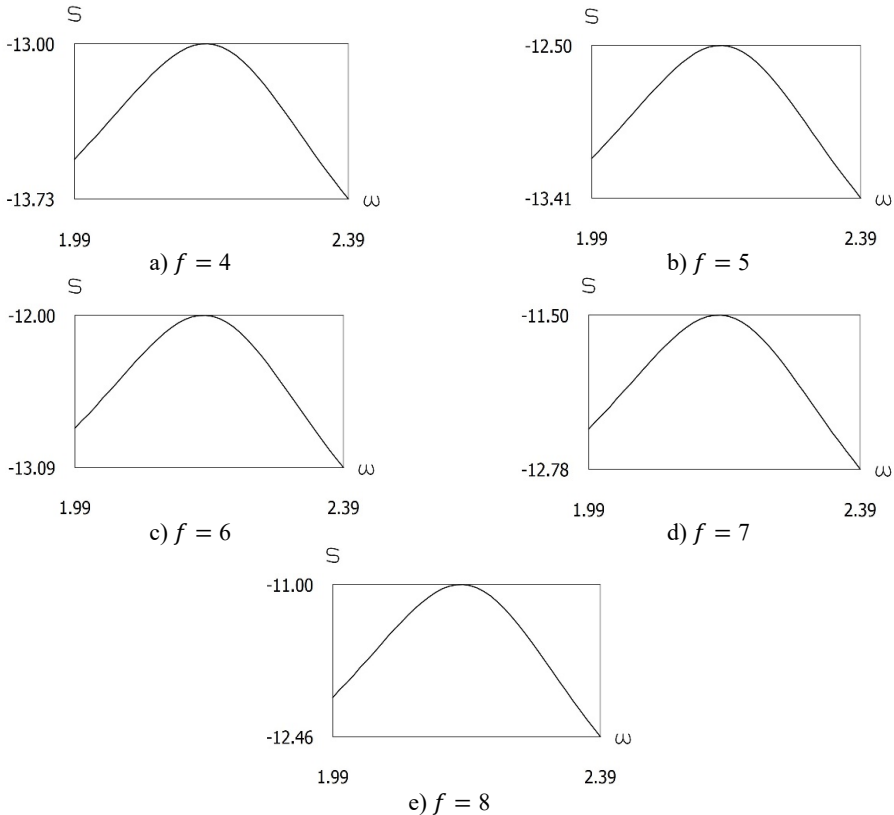 S
-13.00
-13.73
ω
1.99 2.39
a) f = 4
S
-12.50
-13.41
ω
1.99 2.39
b) f = 5
S
-12.00
-13.09
ω
1.99 2.39
c) f = 6
S
-11.50
-12.78
ω
1.99 2.39
d) f = 7
S
-11.00
-12.46
ω
1.99 2.39
e) f = 8